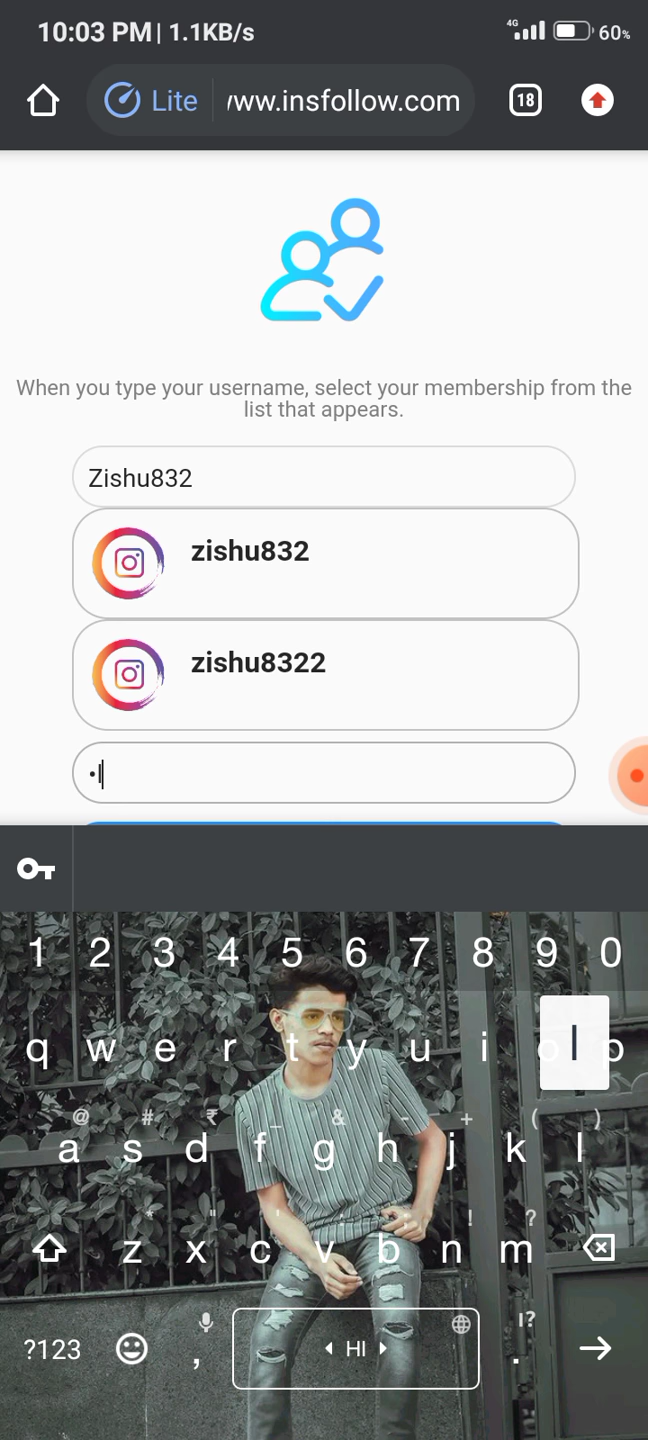 10:03 PM | 1.1KB/s 4G 60%
Lite www.insfollow.com 18
When you type your username, select your membership from the
list that appears.
Zishu832
zishu832
zishu8322
•l
1 2 3 4 5 6 7 8 9 0
q w e r t y u i o l p
@ # ₹ _ & - + ( )
a s d f g h j k l
* " ' : ! ?
z x c v b n m
?123 , HI . !?